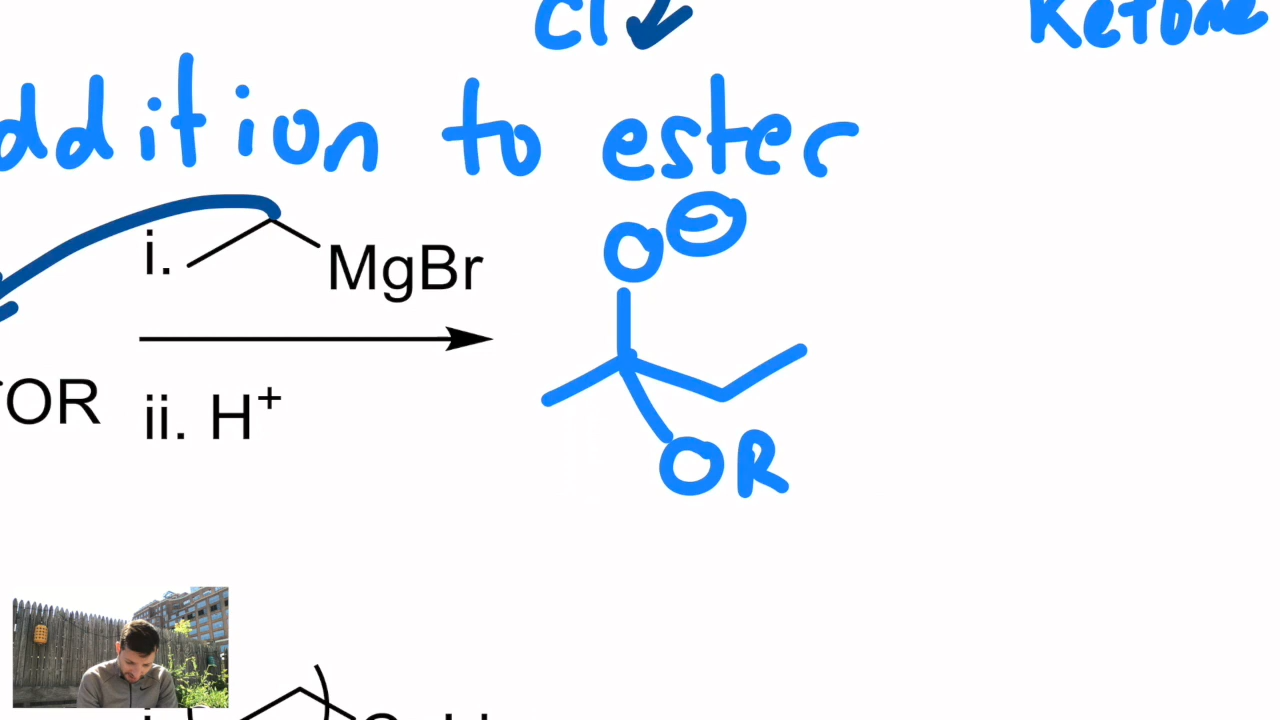 Cl Ketone
ddition to ester
i. MgBr
O ⊖
OR
ii. H⁺
OR